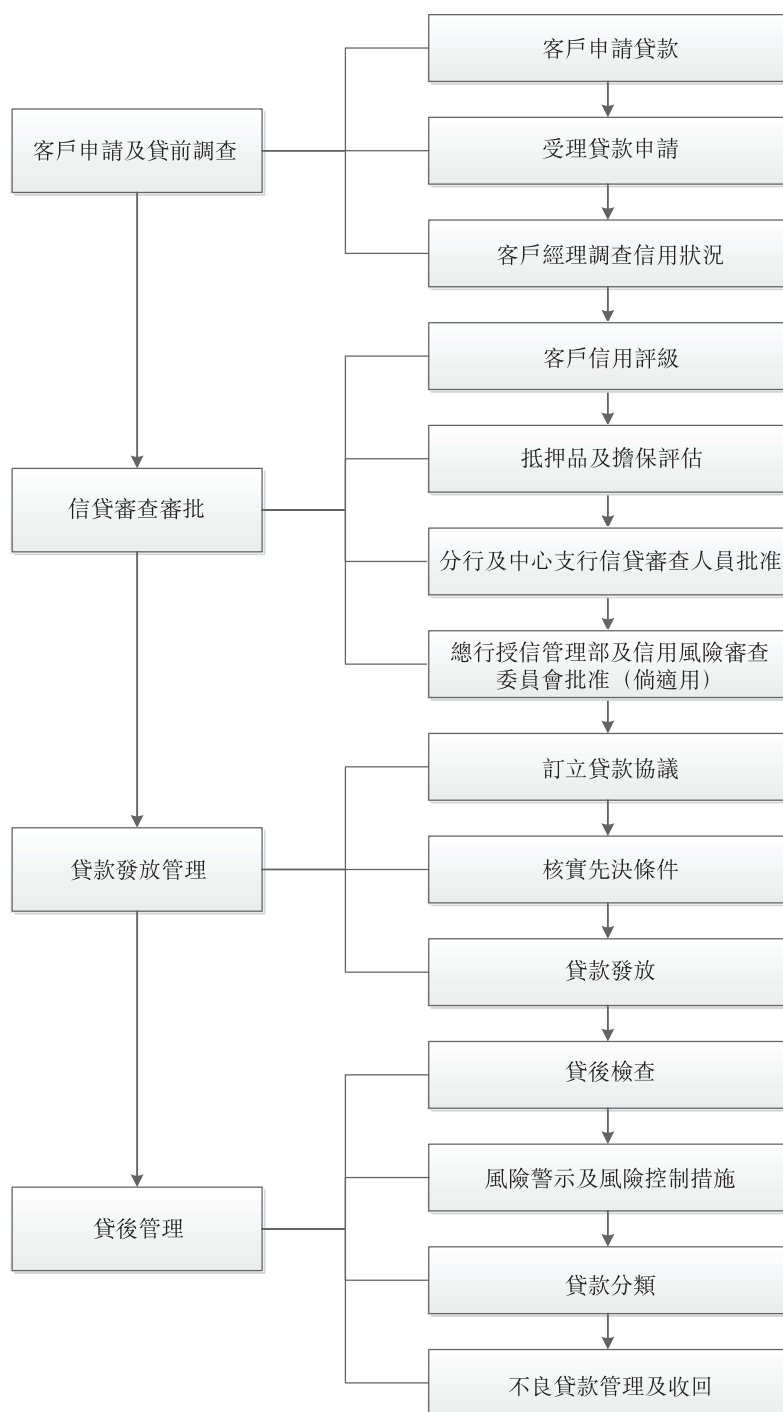 客戶申請及貸前調查
客戶申請貸款
受理貸款申請
客戶經理調查信用狀況
信貸審查審批
客戶信用評級
抵押品及擔保評估
分行及中心支行信貸審查人員批准
總行授信管理部及信用風險審查
委員會批准（倘適用）
貸款發放管理
訂立貸款協議
核實先決條件
貸款發放
貸後管理
貸後檢查
風險警示及風險控制措施
貸款分類
不良貸款管理及收回